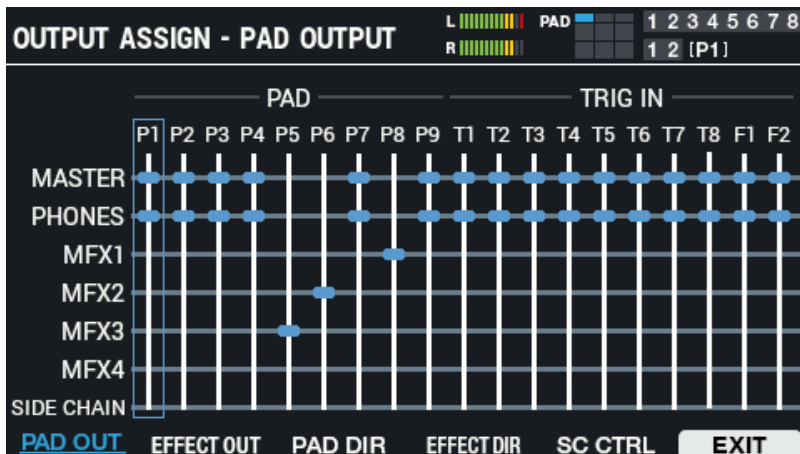 OUTPUT ASSIGN - PAD OUTPUT
L
R
PAD
1 2 3 4 5 6 7 8
1 2 [P1]
PAD TRIG IN
P1 P2 P3 P4 P5 P6 P7 P8 P9 T1 T2 T3 T4 T5 T6 T7 T8 F1 F2
MASTER
PHONES
MFX1
MFX2
MFX3
MFX4
SIDE CHAIN
PAD OUT EFFECT OUT PAD DIR EFFECT DIR SC CTRL EXIT